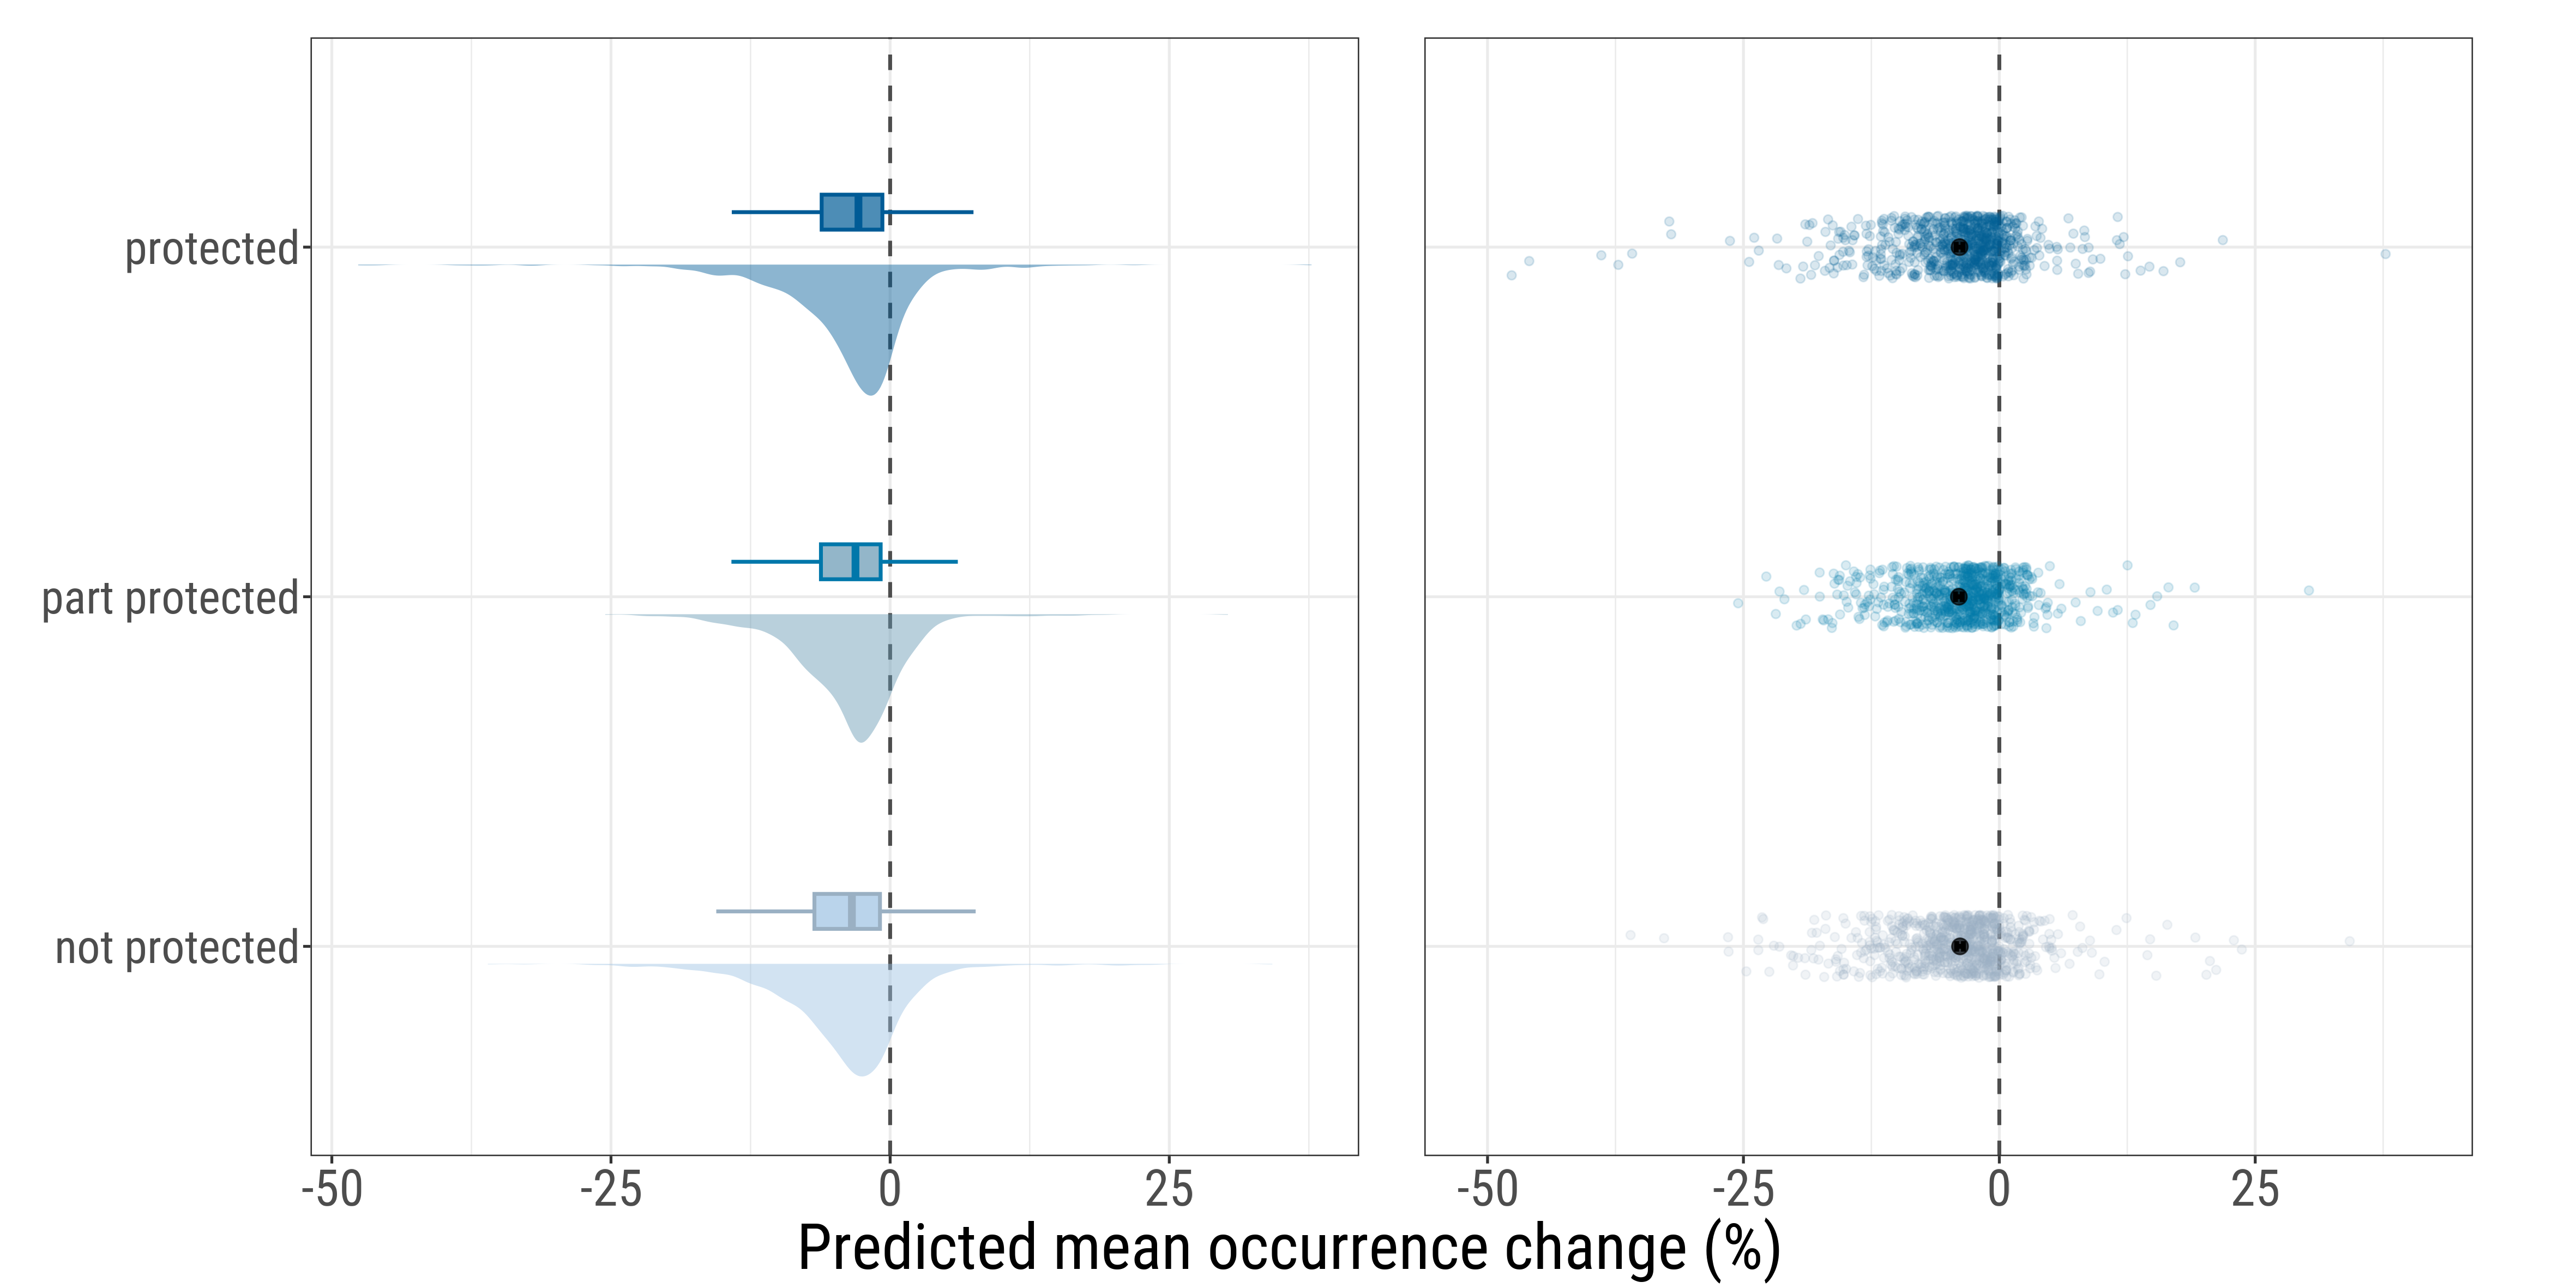 protected
part protected
not protected
-50 -25 0 25
-50 -25 0 25
Predicted mean occurrence change (%)